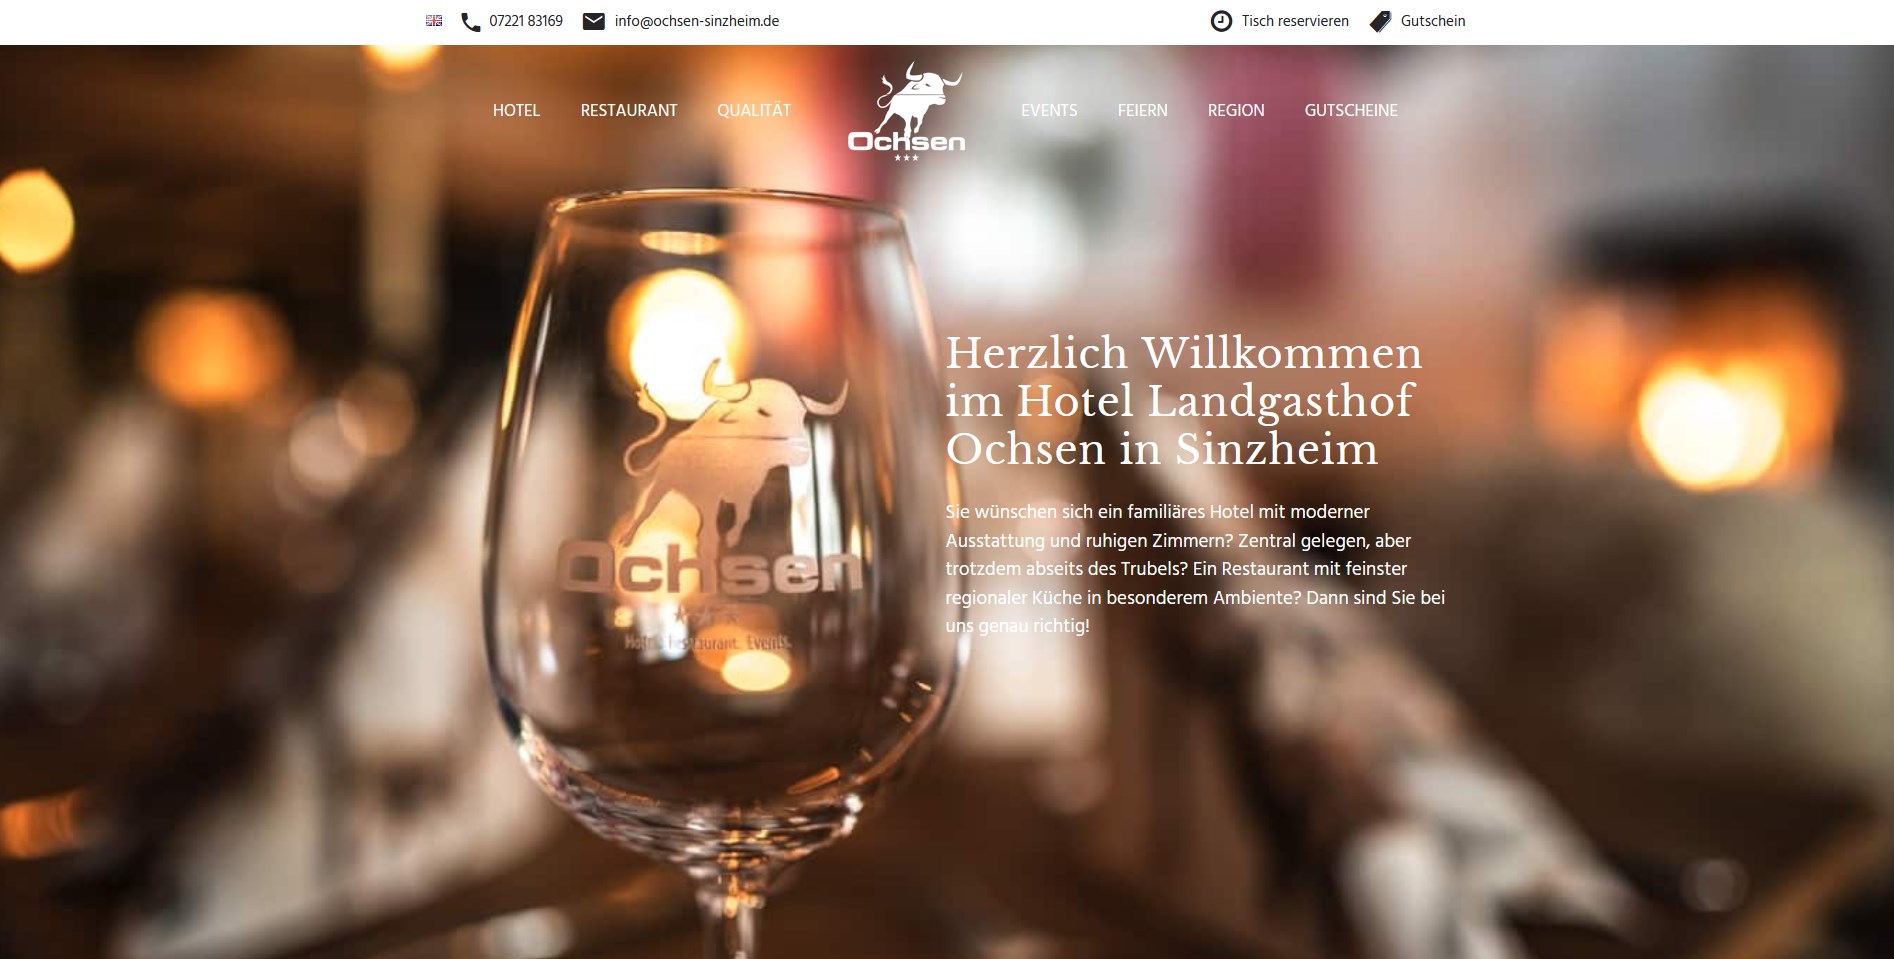 07221 83169
info@ochsen-sinzheim.de
Tisch reservieren
Gutschein
HOTEL
RESTAURANT
QUALITÄT
Ochsen
EVENTS
FEIERN
REGION
GUTSCHEINE
Herzlich Willkommen
im Hotel Landgasthof
Ochsen in Sinzheim
Sie wünschen sich ein familiäres Hotel mit moderner
Ausstattung und ruhigen Zimmern? Zentral gelegen, aber
trotzdem abseits des Trubels? Ein Restaurant mit feinster
regionaler Küche in besonderem Ambiente? Dann sind Sie bei
uns genau richtig!
Ochsen
Hotel. Restaurant. Events.